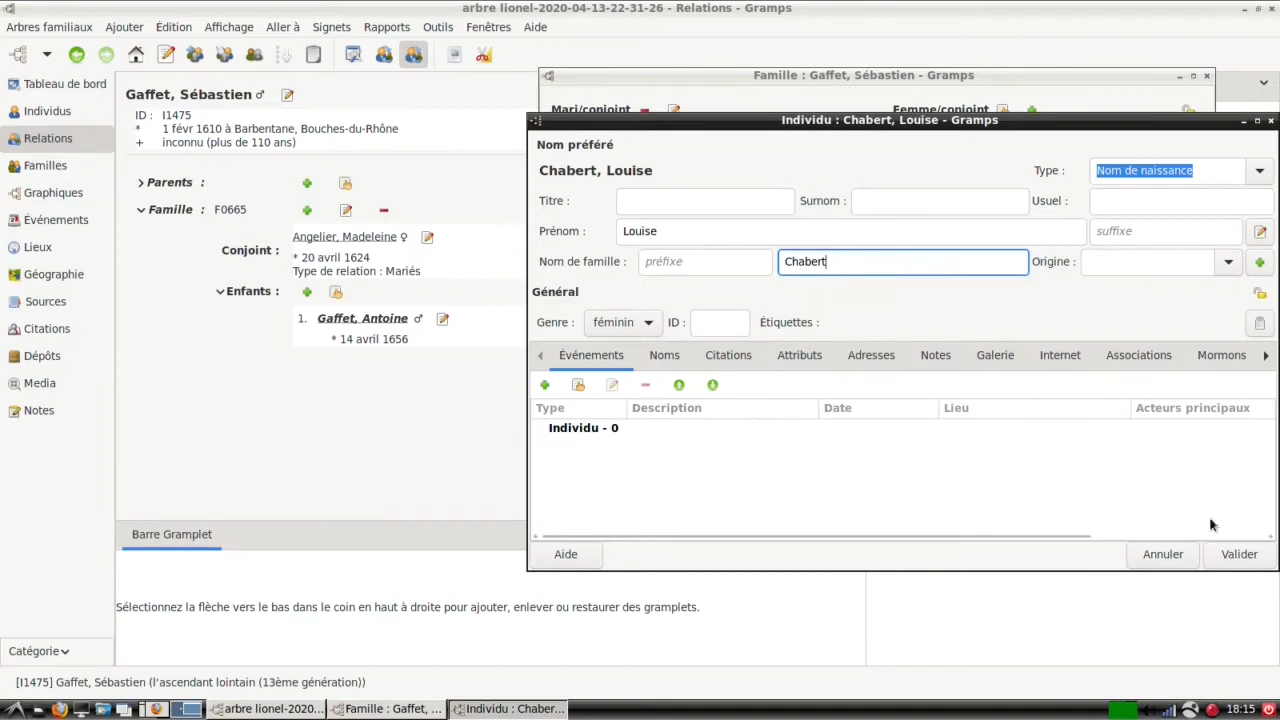 arbre lionel-2020-04-13-22-31-26 - Relations - Gramps
Arbres familiaux Ajouter Édition Affichage Aller à Signets Rapports Outils Fenêtres Aide
Tableau de bord
Individus
Relations
Familles
Graphiques
Événements
Lieux
Géographie
Sources
Citations
Dépôts
Media
Notes
Catégorie
Gaffet, Sébastien ♂
ID : I1475
* 1 févr 1610 à Barbentane, Bouches-du-Rhône
+ inconnu (plus de 110 ans)
Parents :
Famille : F0665
Conjoint :
Angelier, Madeleine ♀
* 20 avril 1624
Type de relation : Mariés
Enfants :
1. Gaffet, Antoine ♂
* 14 avril 1656
Barre Gramplet
Sélectionnez la flèche vers le bas dans le coin en haut à droite pour ajouter, enlever ou restaurer des gramplets.
Famille : Gaffet, Sébastien - Gramps
Mari/conjoint Femme/conjoint
Individu : Chabert, Louise - Gramps
Nom préféré
Chabert, Louise Type : Nom de naissance
Titre : Surnom : Usuel :
Prénom : Louise suffixe
Nom de famille : préfixe Chabert Origine :
Général
Genre : féminin ID : Étiquettes :
Événements Noms Citations Attributs Adresses Notes Galerie Internet Associations Mormons
Type Description Date Lieu Acteurs principaux
Individu - 0
Aide Annuler Valider
[I1475] Gaffet, Sébastien (l'ascendant lointain (13ème génération))
arbre lionel-2020... Famille : Gaffet, ... Individu : Chaber... 18:15